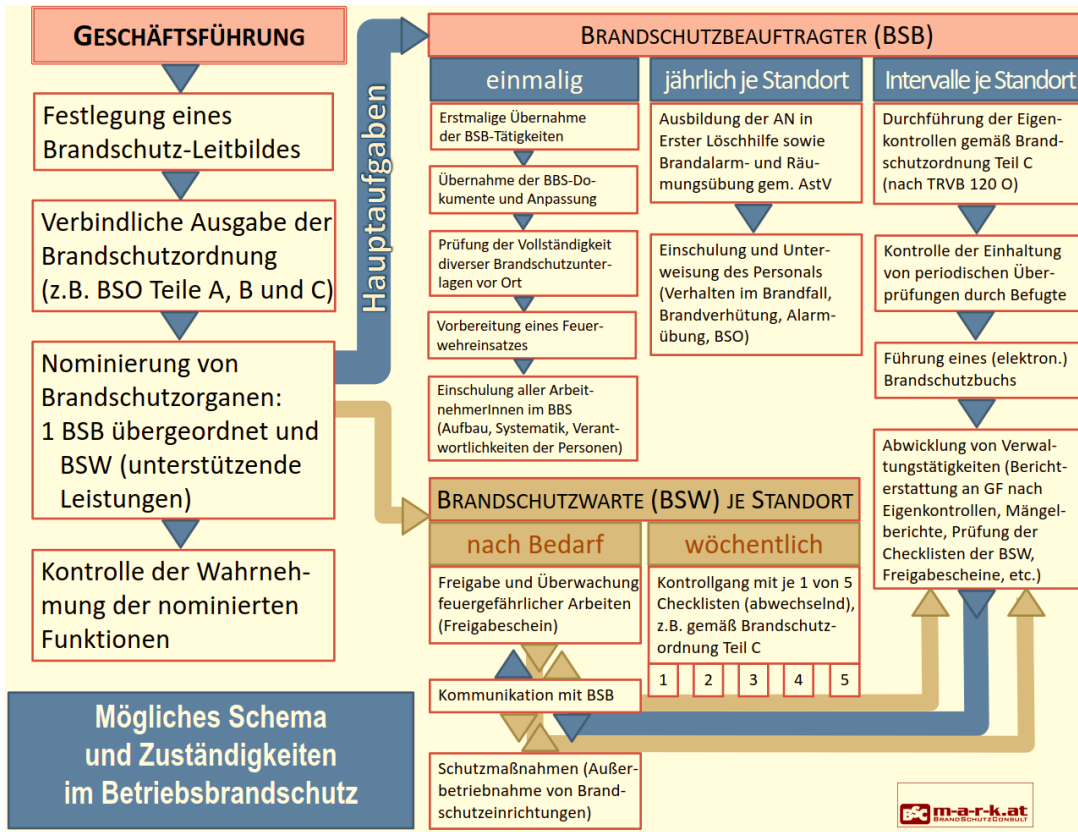 GESCHÄFTSFÜHRUNG
Festlegung eines
Brandschutz-Leitbildes
Verbindliche Ausgabe der
Brandschutzordnung
(z.B. BSO Teile A, B und C)
Nominierung von
Brandschutzorganen:
1 BSB übergeordnet und
BSW (unterstützende
Leistungen)
Kontrolle der Wahrneh-
mung der nominierten
Funktionen
Hauptaufgaben
BRANDSCHUTZBEAUFTRAGTER (BSB)
einmalig
Erstmalige Übernahme
der BSB-Tätigkeiten
Übernahme der BBS-Do-
kumente und Anpassung
Prüfung der Vollständigkeit
diverser Brandschutzunter-
lagen vor Ort
Vorbereitung eines Feuer-
wehreinsatzes
Einschulung aller Arbeit-
nehmerInnen im BBS
(Aufbau, Systematik, Verant-
wortlichkeiten der Personen)
jährlich je Standort
Ausbildung der AN in
Erster Löschhilfe sowie
Brandalarm- und Räu-
mungsübung gem. AstV
Einschulung und Unter-
weisung des Personals
(Verhalten im Brandfall,
Brandverhütung, Alarm-
übung, BSO)
Intervalle je Standort
Durchführung der Eigen-
kontrollen gemäß Brand-
schutzordnung Teil C
(nach TRVB 120 O)
Kontrolle der Einhaltung
von periodischen Über-
prüfungen durch Befugte
Führung eines (elektron.)
Brandschutzbuchs
Abwicklung von Verwal-
tungstätigkeiten (Bericht-
erstattung an GF nach
Eigenkontrollen, Mängel-
berichte, Prüfung der
Checklisten der BSW,
Freigabescheine, etc.)
BRANDSCHUTZWARTE (BSW) JE STANDORT
nach Bedarf
Freigabe und Überwachung
feuergefährlicher Arbeiten
(Freigabeschein)
Kommunikation mit BSB
Schutzmaßnahmen (Außer-
betriebnahme von Brand-
schutzeinrichtungen)
wöchentlich
Kontrollgang mit je 1 von 5
Checklisten (abwechselnd),
z.B. gemäß Brandschutz-
ordnung Teil C
1 2 3 4 5
Mögliches Schema
und Zuständigkeiten
im Betriebsbrandschutz
BSC m-a-r-k.at
BRANDSCHUTZCONSULT